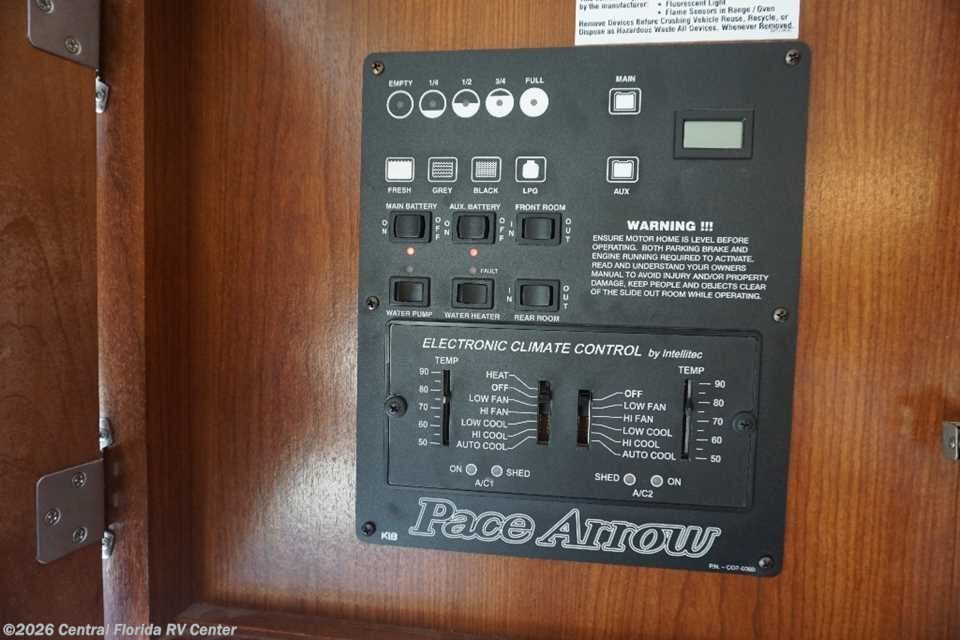 by the manufacturer: • Fluorescent Light
• Flame Sensors in Range / Oven
Remove Devices Before Crushing Vehicle Reuse, Recycle, or
Dispose as Hazardous Waste All Devices. Whenever Removed.
EMPTY 1/4 1/2 3/4 FULL
MAIN
FRESH GREY BLACK LPG
AUX
MAIN BATTERY AUX. BATTERY FRONT ROOM
ON OFF ON OFF IN OUT
FAULT
IN OUT
WATER PUMP WATER HEATER REAR ROOM
WARNING !!!
ENSURE MOTOR HOME IS LEVEL BEFORE
OPERATING. BOTH PARKING BRAKE AND
ENGINE RUNNING REQUIRED TO ACTIVATE.
READ AND UNDERSTAND YOUR OWNERS
MANUAL TO AVOID INJURY AND/OR PROPERTY
DAMAGE, KEEP PEOPLE AND OBJECTS CLEAR
OF THE SLIDE OUT ROOM WHILE OPERATING.
ELECTRONIC CLIMATE CONTROL by Intellitec
TEMP
90
80
70
60
50
HEAT
OFF
LOW FAN
HI FAN
LOW COOL
HI COOL
AUTO COOL
OFF
LOW FAN
HI FAN
LOW COOL
HI COOL
AUTO COOL
TEMP
90
80
70
60
50
ON SHED
A/C1
SHED ON
A/C2
KIB
Pace Arrow
©2026 Central Florida RV Center